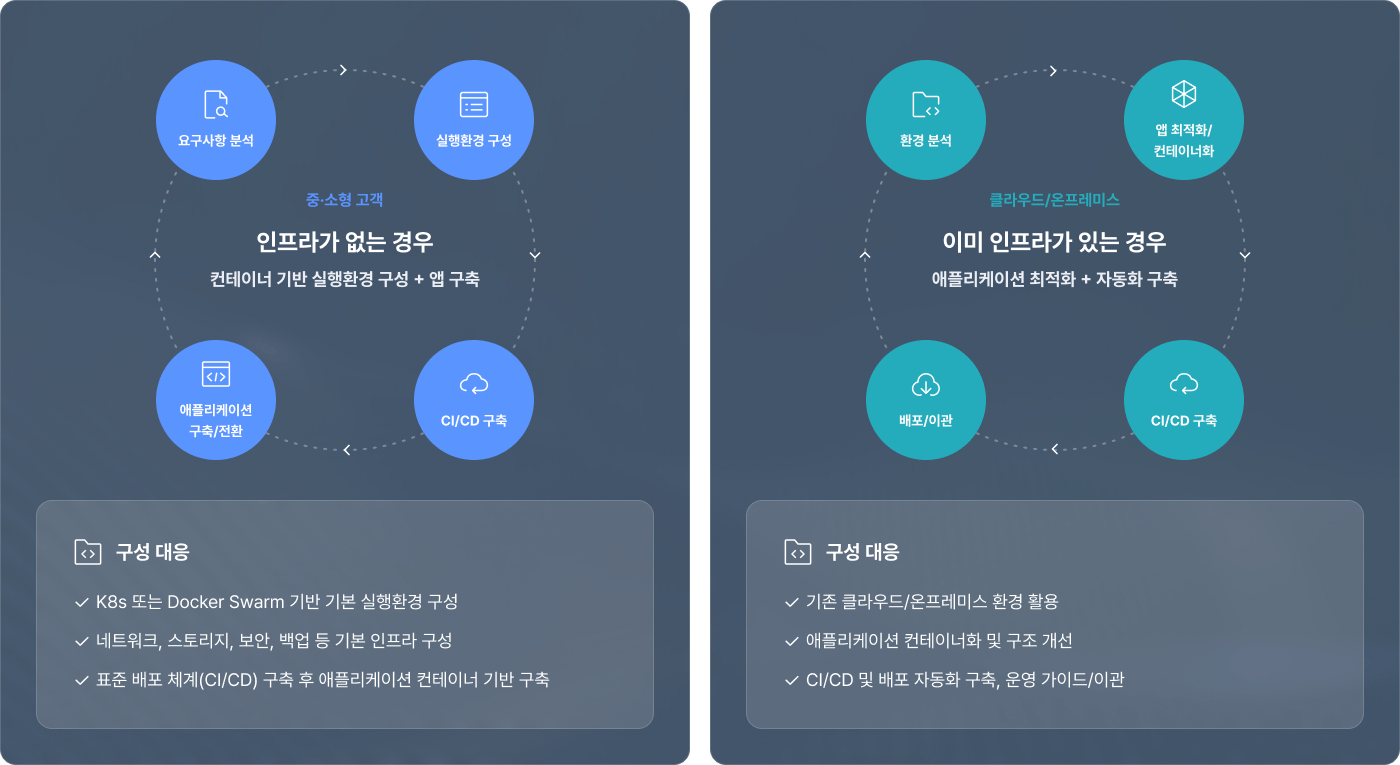 요구사항 분석
실행환경 구성
중·소형 고객
인프라가 없는 경우
컨테이너 기반 실행환경 구성 + 앱 구축
애플리케이션
구축/전환
CI/CD 구축
구성 대응
K8s 또는 Docker Swarm 기반 기본 실행환경 구성
네트워크, 스토리지, 보안, 백업 등 기본 인프라 구성
표준 배포 체계(CI/CD) 구축 후 애플리케이션 컨테이너 기반 구축
환경 분석
앱 최적화/
컨테이너화
클라우드/온프레미스
이미 인프라가 있는 경우
애플리케이션 최적화 + 자동화 구축
배포/이관
CI/CD 구축
구성 대응
기존 클라우드/온프레미스 환경 활용
애플리케이션 컨테이너화 및 구조 개선
CI/CD 및 배포 자동화 구축, 운영 가이드/이관